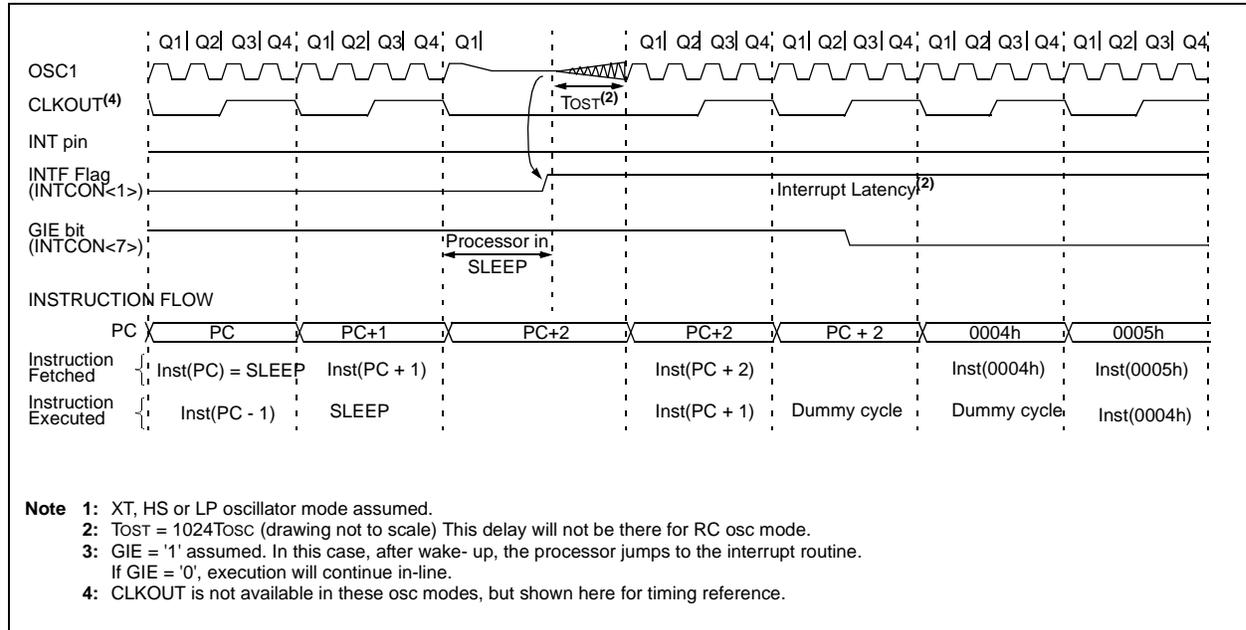 Q1| Q2| Q3| Q4 Q1| Q2| Q3| Q4 Q1| Q1| Q2 Q3| Q4 Q1| Q2| Q3| Q4 Q1| Q2| Q3| Q4 Q1| Q2| Q3| Q4
OSC1
CLKOUT(4)
TOST(2)
INT pin
INTF Flag
(INTCON<1>)
Interrupt Latency(2)
GIE bit
(INTCON<7>)
Processor in
SLEEP
INSTRUCTION FLOW
PC PC PC+1 PC+2 PC+2 PC + 2 0004h 0005h
Instruction
Fetched
Inst(PC) = SLEEP Inst(PC + 1) Inst(PC + 2) Inst(0004h) Inst(0005h)
Instruction
Executed
Inst(PC - 1) SLEEP Inst(PC + 1) Dummy cycle Dummy cycle Inst(0004h)
Note 1: XT, HS or LP oscillator mode assumed.
2: TOST = 1024TOSC (drawing not to scale) This delay will not be there for RC osc mode.
3: GIE = '1' assumed. In this case, after wake- up, the processor jumps to the interrupt routine.
If GIE = '0', execution will continue in-line.
4: CLKOUT is not available in these osc modes, but shown here for timing reference.